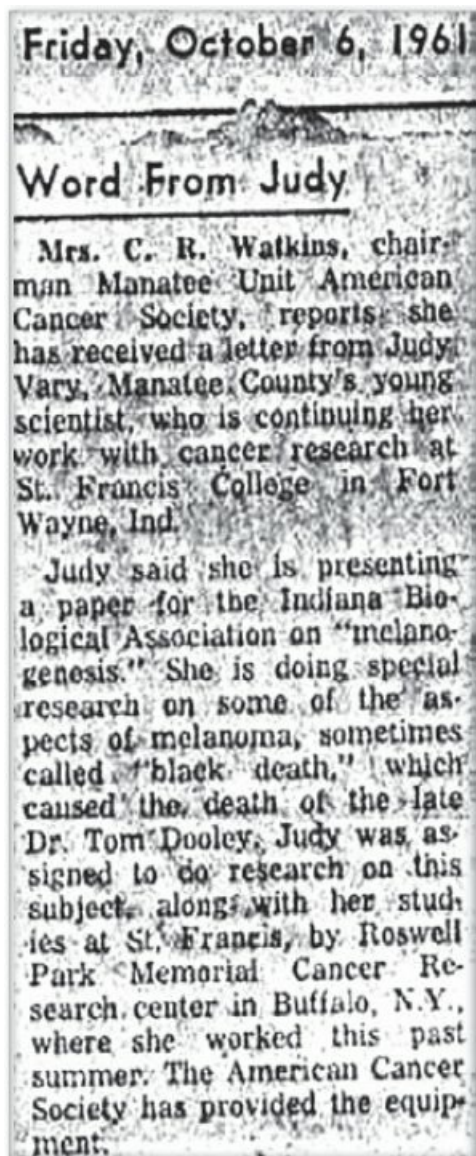 Friday, October 6, 1961
Word From Judy
Mrs. C. R. Watkins, chair-
man Manatee Unit American
Cancer Society, reports she
has received a letter from Judy
Vary, Manatee County's young
scientist, who is continuing her
work with cancer research at
St. Francis College in Fort
Wayne, Ind.
Judy said she is presenting
a paper for the Indiana Bio-
logical Association on "melano-
genesis." She is doing special
research on some of the as-
pects of melanoma, sometimes
called "black death," which
caused the death of the late
Dr. Tom Dooley. Judy was as-
signed to do research on this
subject, along with her stud-
ies at St. Francis, by Roswell
Park Memorial Cancer Re-
search center in Buffalo, N.Y.,
where she worked this past
summer. The American Cancer
Society has provided the equip-
ment.